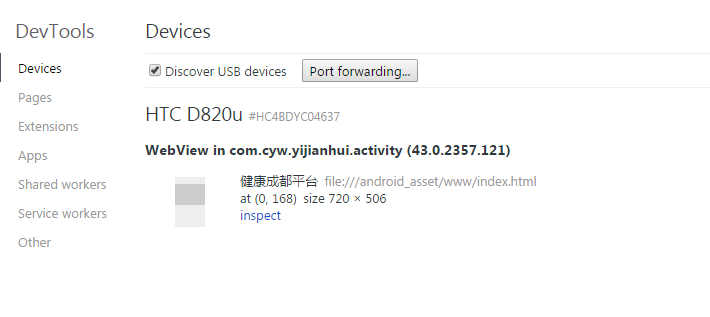 DevTools
Devices
Pages
Extensions
Apps
Shared workers
Service workers
Other
Devices
Discover USB devices
Port forwarding...
HTC D820u #HC4BDYC04637
WebView in com.cyw.yijianhui.activity (43.0.2357.121)
健康成都平台 file:///android_asset/www/index.html
at (0, 168) size 720 × 506
inspect